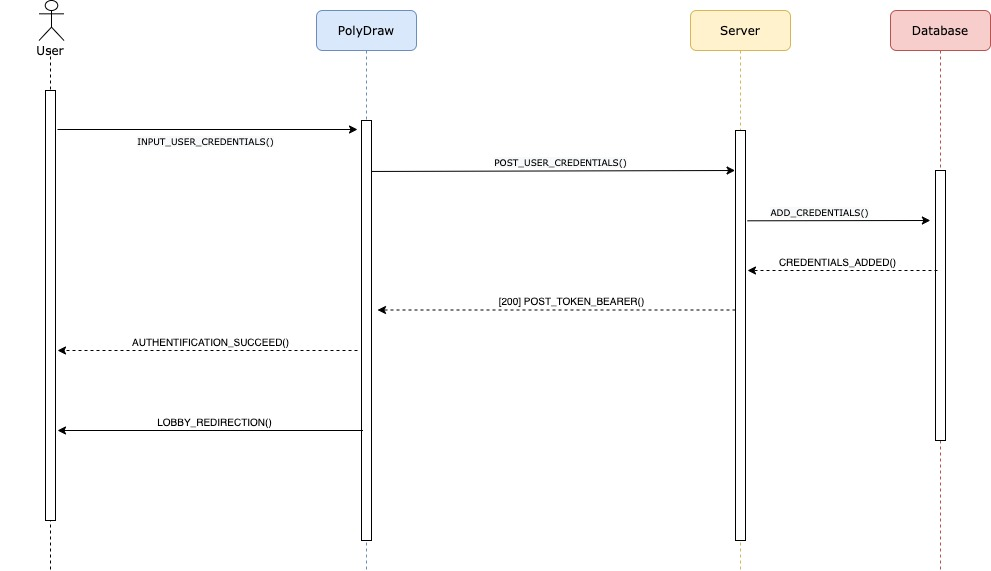 User
PolyDraw
Server
Database
INPUT_USER_CREDENTIALS()
POST_USER_CREDENTIALS()
ADD_CREDENTIALS()
CREDENTIALS_ADDED()
[200] POST_TOKEN_BEARER()
AUTHENTIFICATION_SUCCEED()
LOBBY_REDIRECTION()